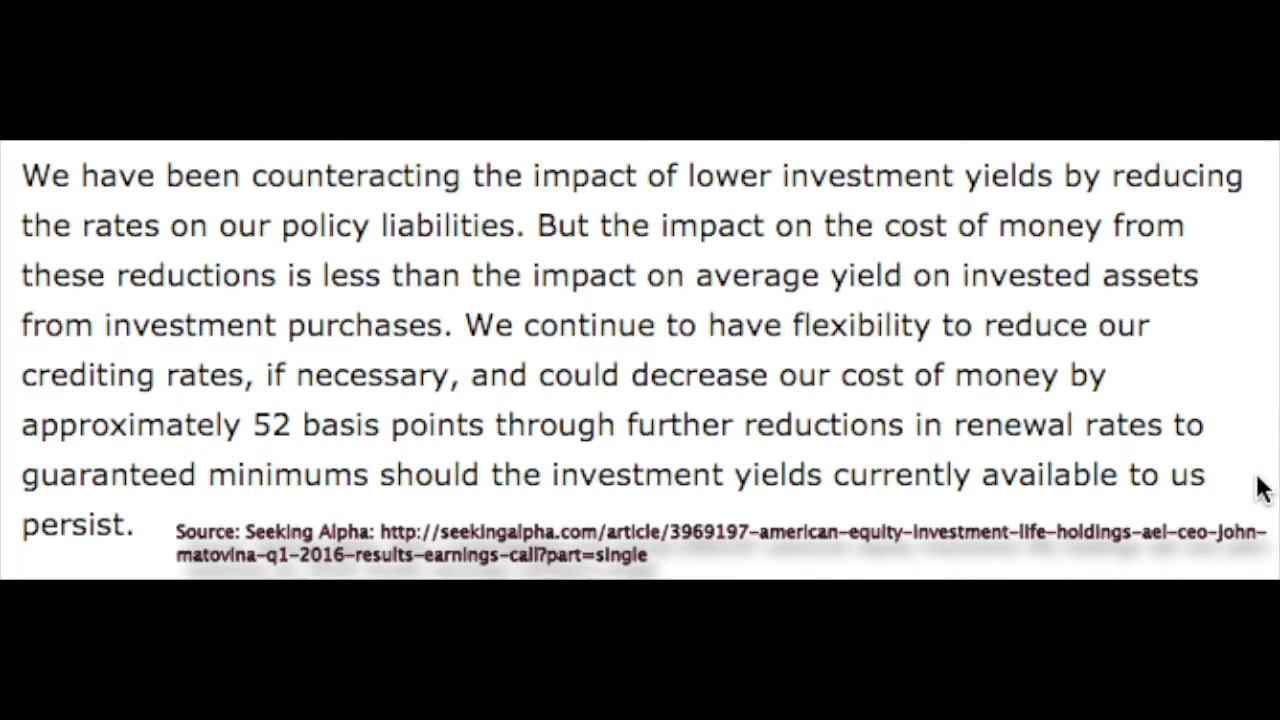 We have been counteracting the impact of lower investment yields by reducing
the rates on our policy liabilities. But the impact on the cost of money from
these reductions is less than the impact on average yield on invested assets
from investment purchases. We continue to have flexibility to reduce our
crediting rates, if necessary, and could decrease our cost of money by
approximately 52 basis points through further reductions in renewal rates to
guaranteed minimums should the investment yields currently available to us
persist.
Source: Seeking Alpha: http://seekingalpha.com/article/3969197-american-equity-investment-life-holdings-ael-ceo-john-
matovina-q1-2016-results-earnings-call?part=single